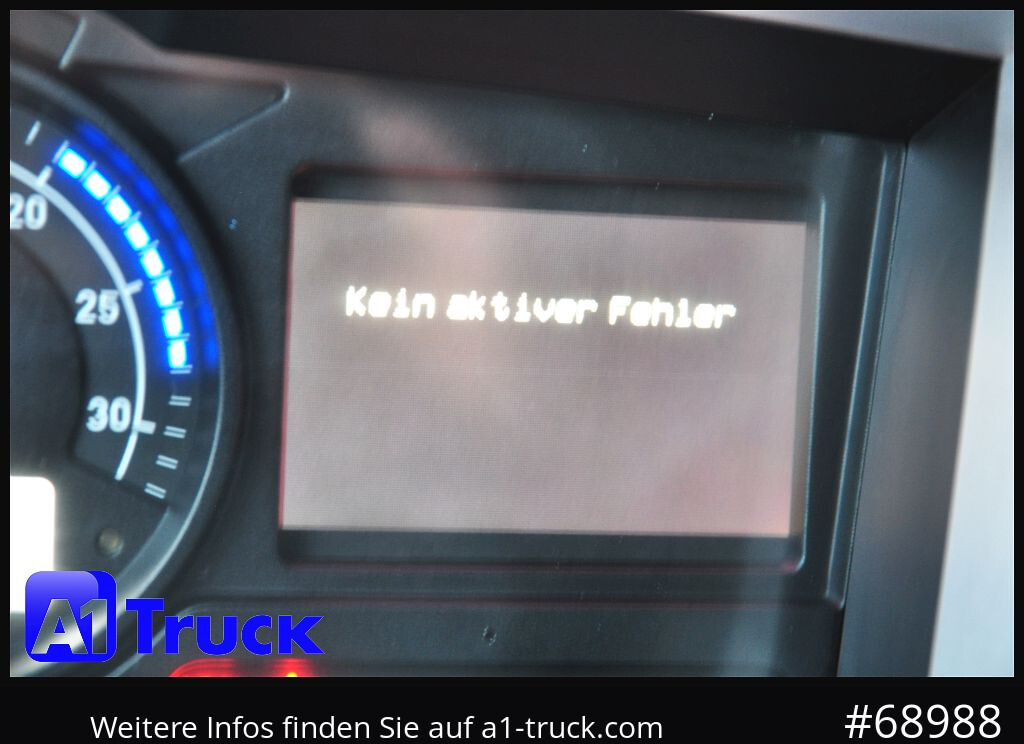 20
25
30
Kein aktiver Fehler
A1 Truck
Weitere Infos finden Sie auf a1-truck.com
#68988